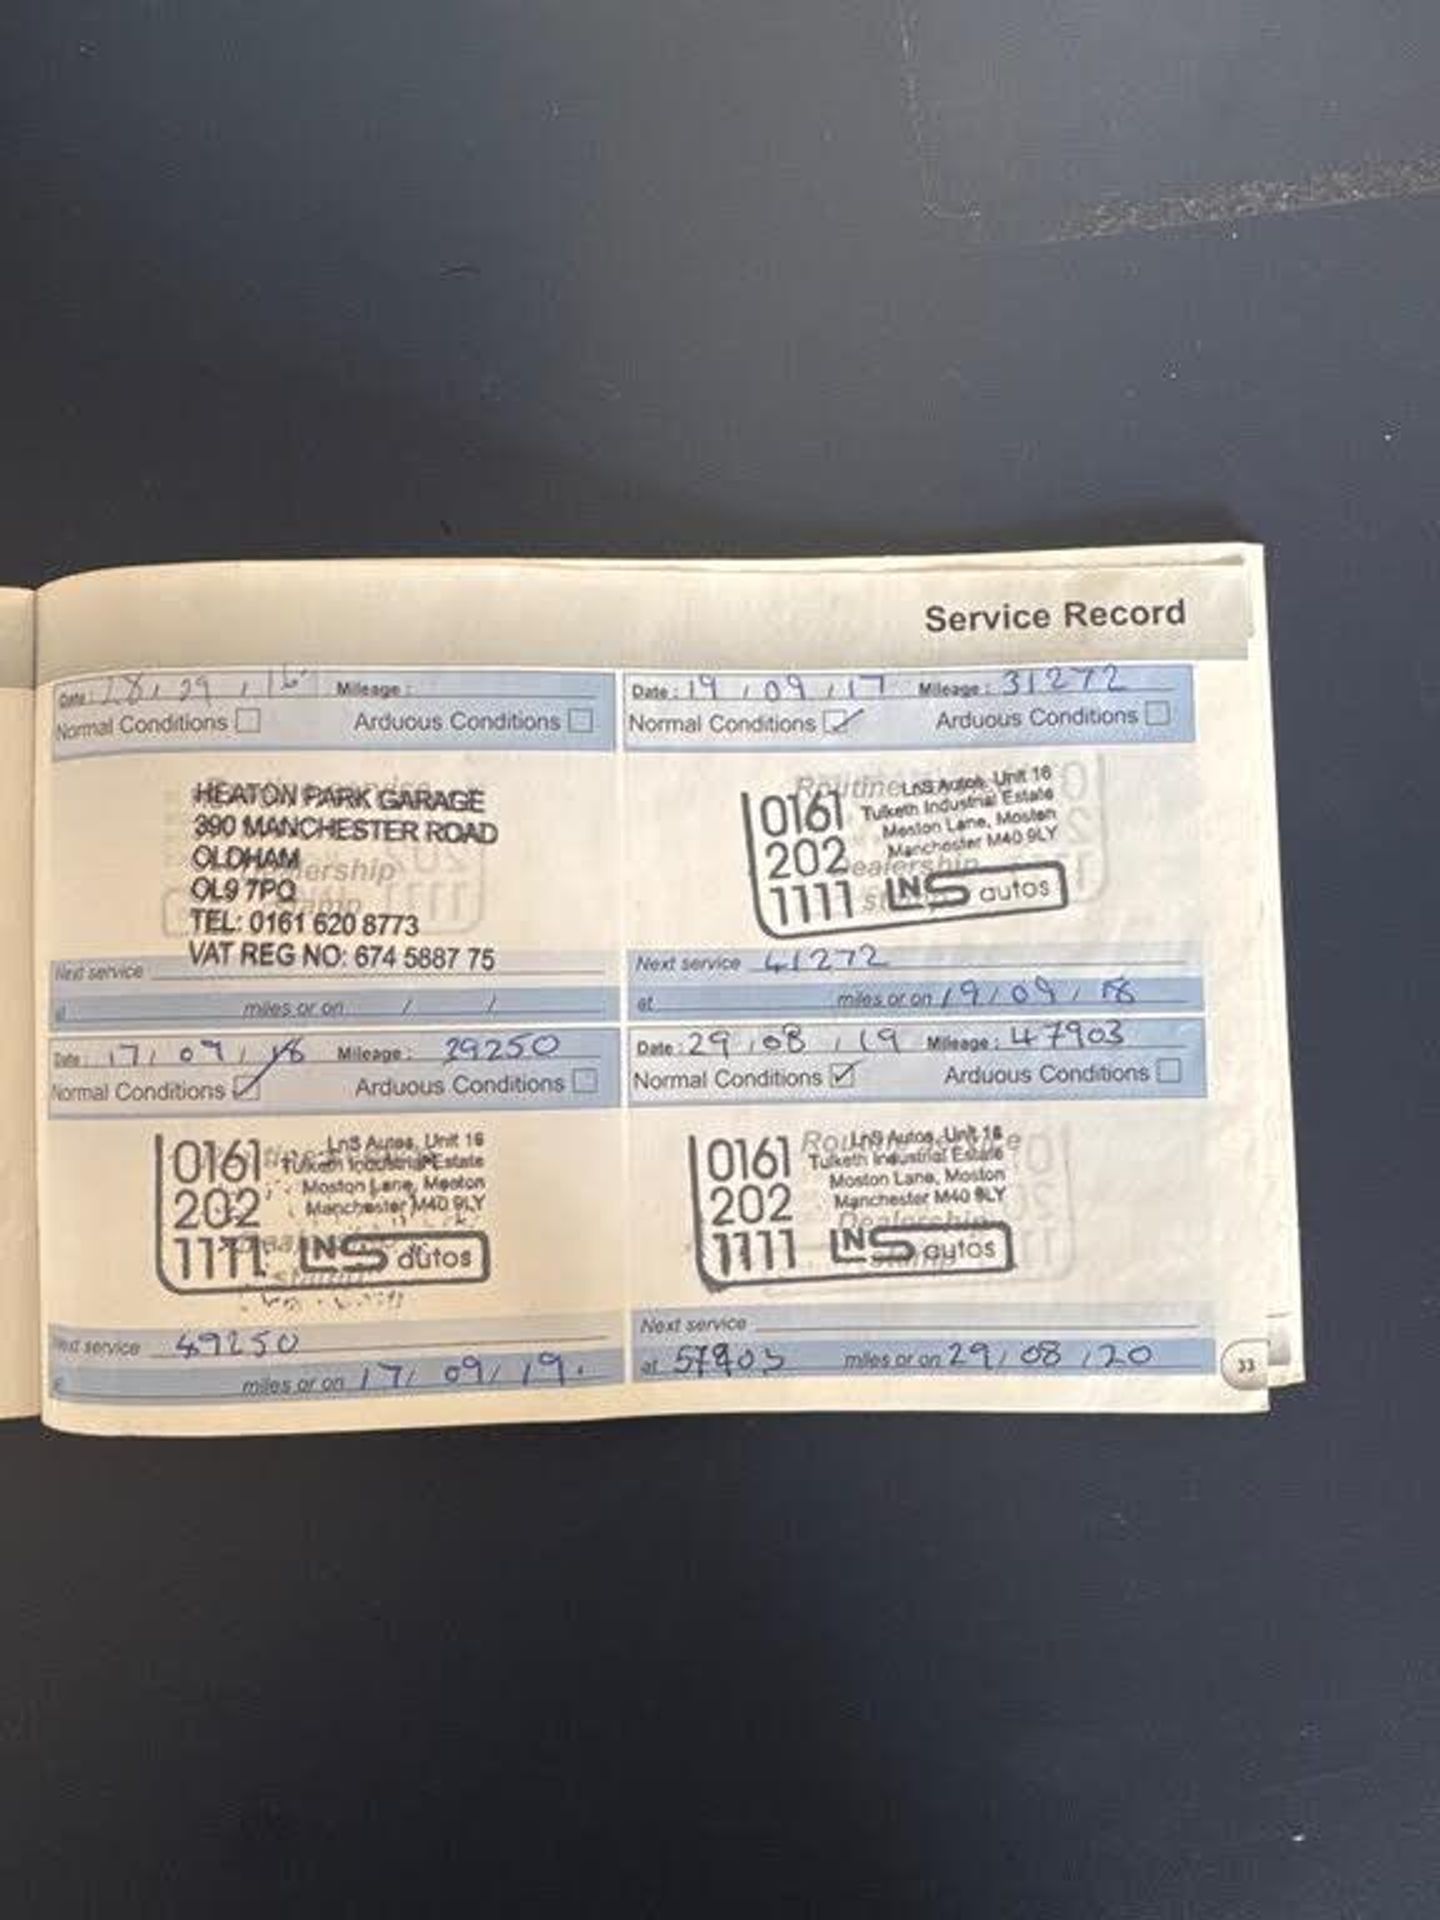 Service Record
Date: 28 / 09 / 16 Mileage:
Normal Conditions Arduous Conditions
HEATON PARK GARAGE
390 MANCHESTER ROAD
OLDHAM
OL9 7PQ
TEL: 0161 620 8773
VAT REG NO: 674 5887 75
Next service
at miles or on / /
Date: 19 / 09 / 17 Mileage: 31272
Normal Conditions ✓ Arduous Conditions
Routine
0161 LnS Autos, Unit 16
Tulketh Industrial Estate
202 Moston Lane, Moston
Manchester M40 9LY
Dealership
1111 LNS autos
Next service 41272
at miles or on 19 / 09 / 18
Date: 17 / 09 / 18 Mileage: 39250
Normal Conditions ✓ Arduous Conditions
0161 LnS Autos, Unit 16
Tulketh Industrial Estate
202 Moston Lane, Moston
Manchester M40 9LY
1111 LNS autos
Next service 49250
miles or on 17 / 09 / 19.
Date: 29 / 08 / 19 Mileage: 47903
Normal Conditions ✓ Arduous Conditions
0161 LnS Autos, Unit 16
Tulketh Industrial Estate
202 Moston Lane, Moston
Manchester M40 9LY
Dealership
1111 LNS autos
Stamp
Next service
at 57903 miles or on 29 / 08 / 20
33